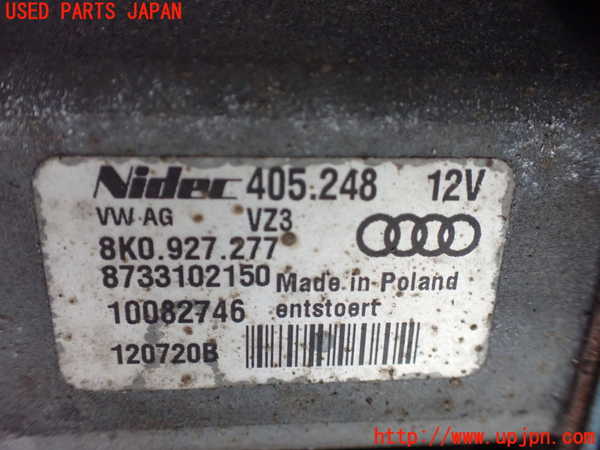 USED PARTS JAPAN
Nidec 405.248 12V
VW AG VZ3
8K0.927.277
8733102150 Made in Poland
10082746 entstoert
120720B
http://www.upjpn.com/